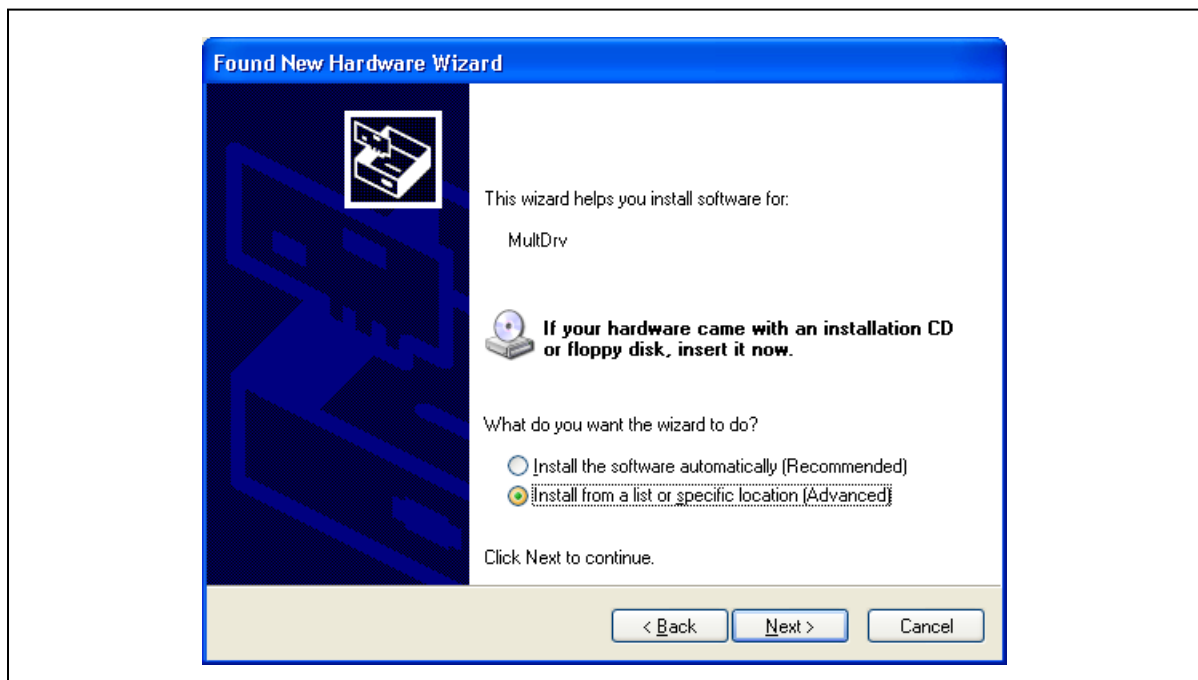 Found New Hardware Wizard
This wizard helps you install software for:
MultDrv
If your hardware came with an installation CD
or floppy disk, insert it now.
What do you want the wizard to do?
Install the software automatically (Recommended)
Install from a list or specific location (Advanced)
Click Next to continue.
< Back Next > Cancel